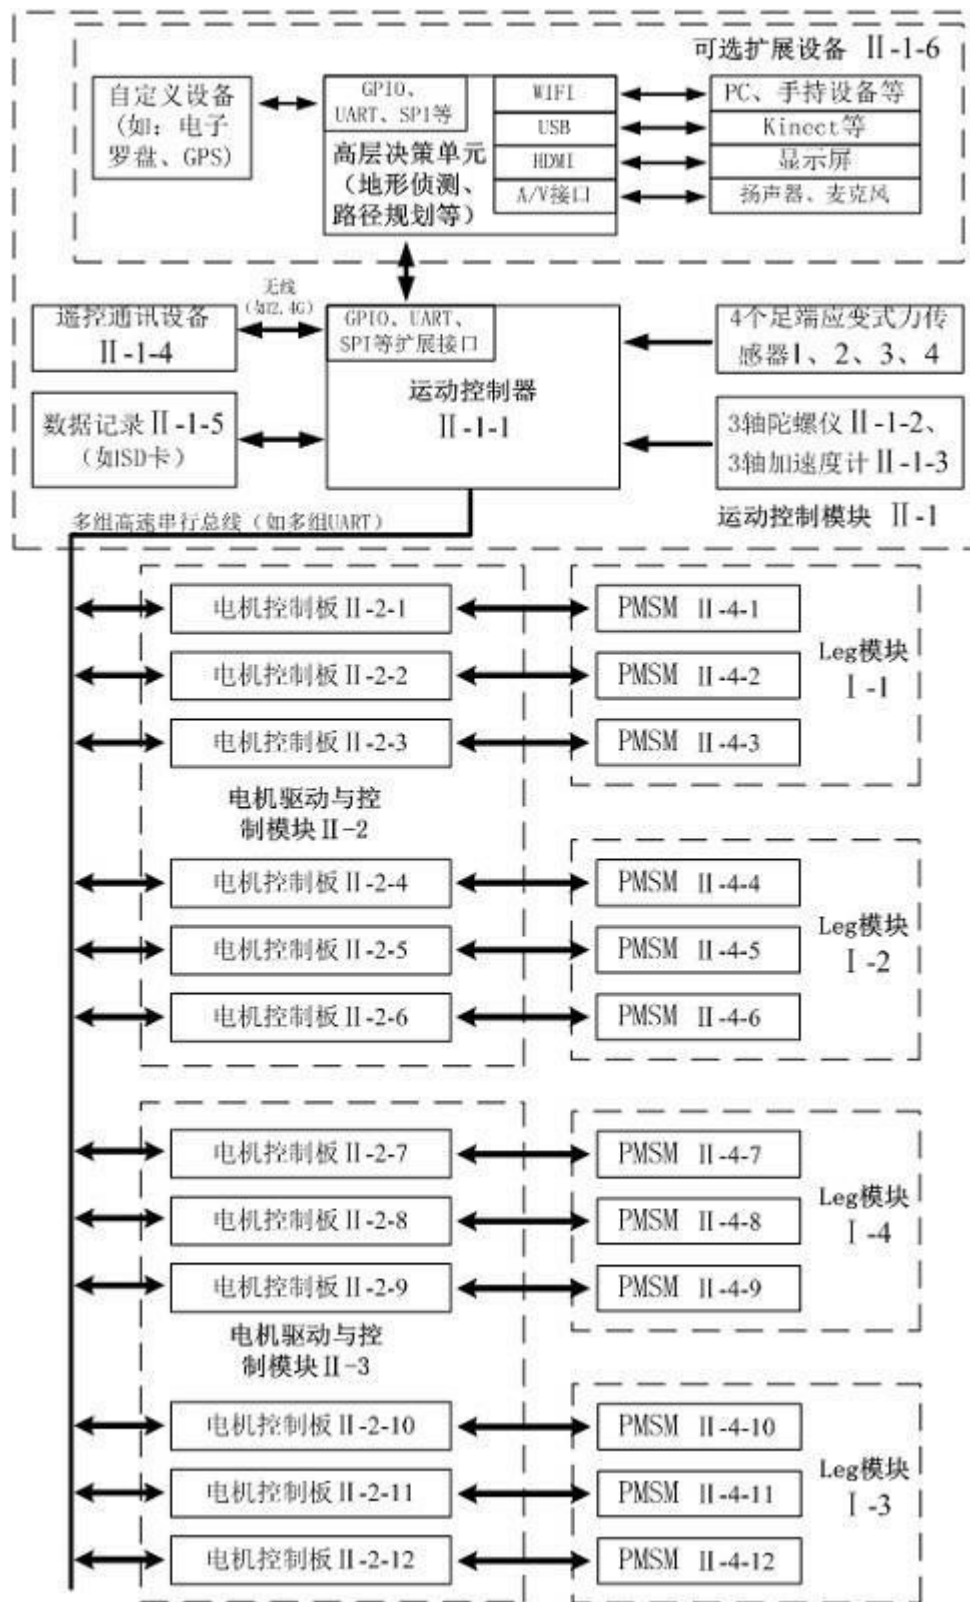 可选扩展设备 II-1-6
自定义设备
(如：电子
罗盘、GPS)
GPIO、
UART、SPI等
高层决策单元
（地形侦测、
路径规划等）
WIFI
USB
HDMI
A/V接口
PC、手持设备等
Kinect等
显示屏
扬声器、麦克风
无线
(如2.4G)
遥控通讯设备
II-1-4
数据记录II-1-5
（如SD卡）
GPIO、UART、
SPI等扩展接口
运动控制器
II-1-1
4个足端应变式力传
感器1、2、3、4
3轴陀螺仪II-1-2、
3轴加速度计II-1-3
运动控制模块 II-1
多组高速串行总线（如多组UART）
电机控制板II-2-1
PMSM II-4-1
电机控制板II-2-2
PMSM II-4-2
电机控制板II-2-3
PMSM II-4-3
Leg模块
I-1
电机驱动与控
制模块II-2
电机控制板II-2-4
PMSM II-4-4
电机控制板II-2-5
PMSM II-4-5
电机控制板II-2-6
PMSM II-4-6
Leg模块
I-2
电机控制板II-2-7
PMSM II-4-7
电机控制板II-2-8
PMSM II-4-8
电机控制板II-2-9
PMSM II-4-9
Leg模块
I-4
电机驱动与控
制模块II-3
电机控制板II-2-10
PMSM II-4-10
电机控制板II-2-11
PMSM II-4-11
电机控制板II-2-12
PMSM II-4-12
Leg模块
I-3